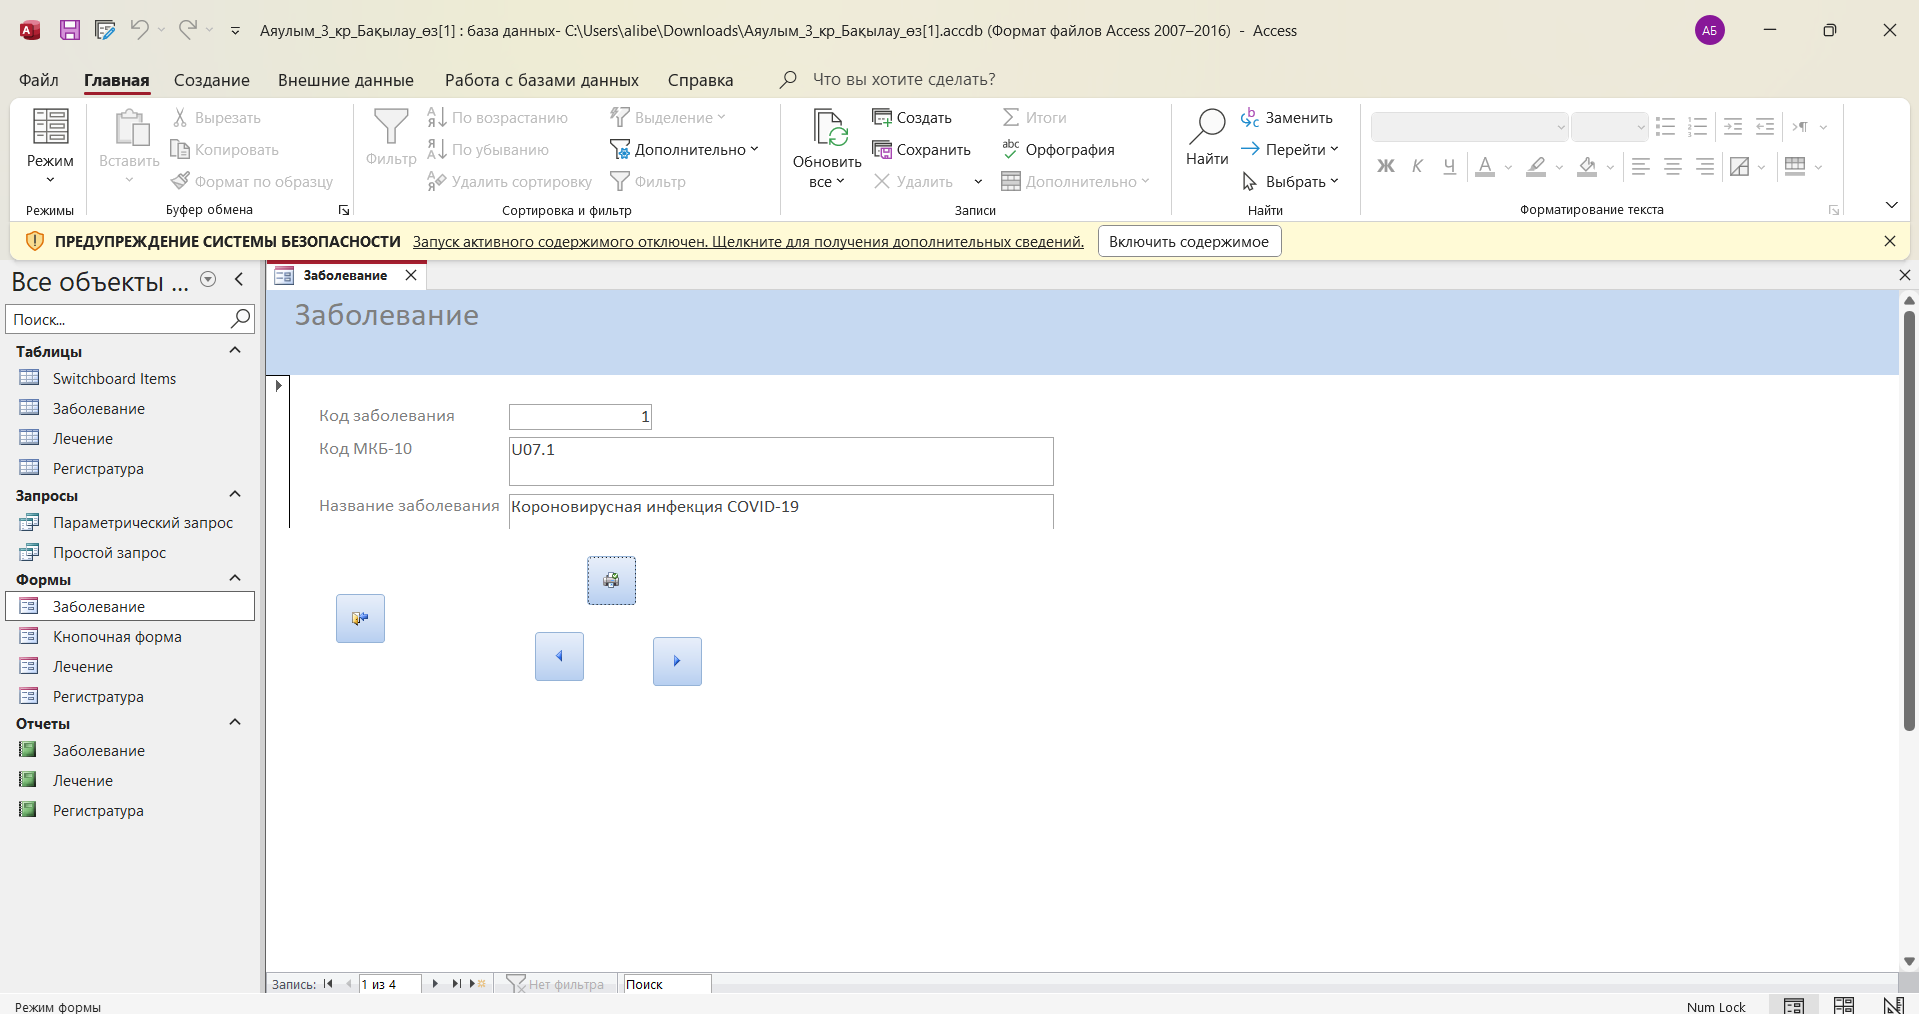 Аяулым_3_кр_Бақылау_өз[1] : база данных- C:\Users\alibe\Downloads\Аяулым_3_кр_Бақылау_өз[1].accdb (Формат файлов Access 2007–2016) - Access
АБ
Файл Главная Создание Внешние данные Работа с базами данных Справка Что вы хотите сделать?
Режим
Режимы
Вставить
Вырезать
Копировать
Формат по образцу
Буфер обмена
Фильтр
По возрастанию
По убыванию
Удалить сортировку
Выделение
Дополнительно
Фильтр
Сортировка и фильтр
Обновить
все
Создать
Сохранить
Удалить
Итоги
Орфография
Дополнительно
Записи
Найти
Заменить
Перейти
Выбрать
Найти
Ж К Ч А
Форматирование текста
ПРЕДУПРЕЖДЕНИЕ СИСТЕМЫ БЕЗОПАСНОСТИ Запуск активного содержимого отключен. Щелкните для получения дополнительных сведений. Включить содержимое
Все объекты ...
Поиск...
Таблицы
Switchboard Items
Заболевание
Лечение
Регистратура
Запросы
Параметрический запрос
Простой запрос
Формы
Заболевание
Кнопочная форма
Лечение
Регистратура
Отчеты
Заболевание
Лечение
Регистратура
Заболевание
Заболевание
Код заболевания 1
Код МКБ-10 U07.1
Название заболевания Короновирусная инфекция COVID-19
Запись: 1 из 4 Нет фильтра Поиск
Режим формы Num Lock